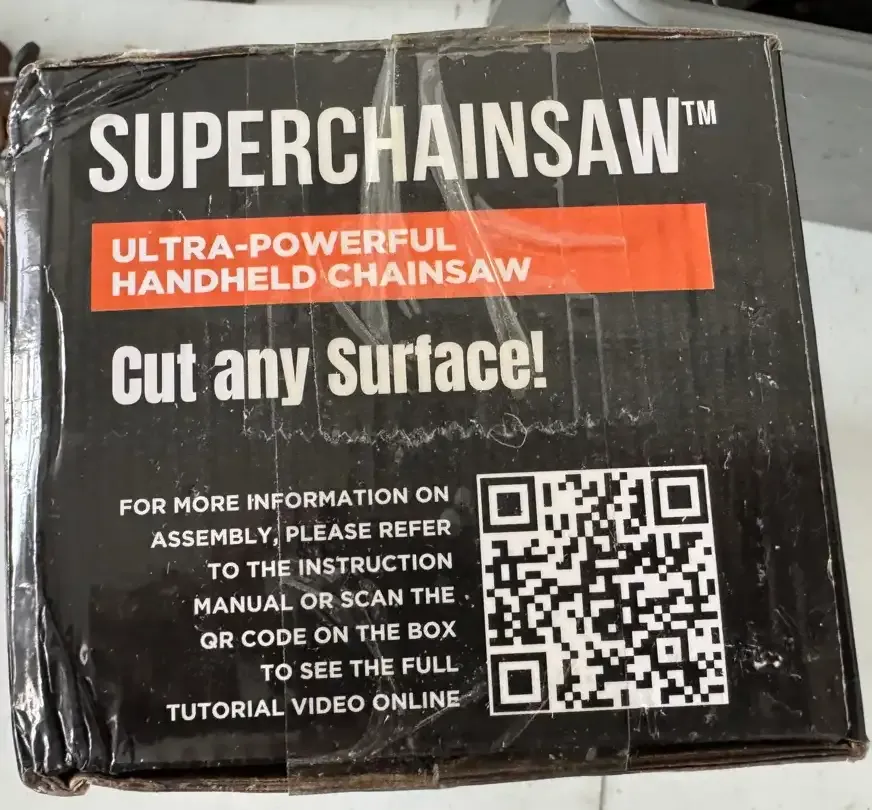 SUPERCHAINSAW™
ULTRA-POWERFUL
HANDHELD CHAINSAW
Cut any Surface!
FOR MORE INFORMATION ON
ASSEMBLY, PLEASE REFER
TO THE INSTRUCTION
MANUAL OR SCAN THE
QR CODE ON THE BOX
TO SEE THE FULL
TUTORIAL VIDEO ONLINE